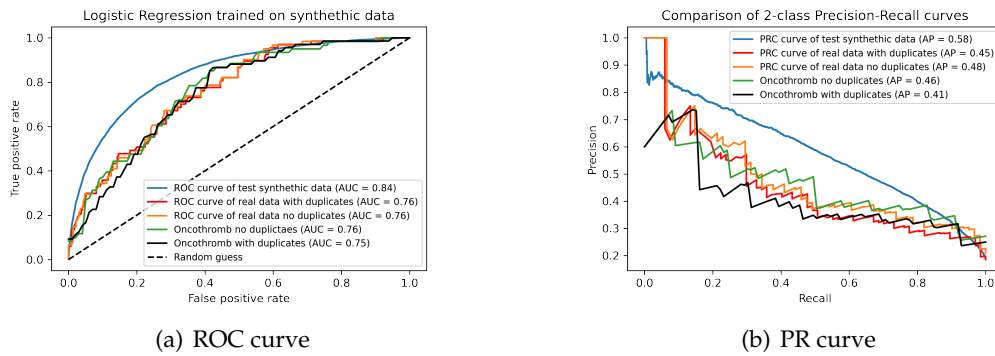 Logistic Regression trained on synthethic data
1.0
0.8
0.6
0.4
0.2
0.0
True positive rate
ROC curve of test synthethic data (AUC = 0.84)
ROC curve of real data with duplicates (AUC = 0.76)
ROC curve of real data no duplicates (AUC = 0.76)
Oncothromb no duplictaes (AUC = 0.76)
Oncothromb with duplicates (AUC = 0.75)
Random guess
0.0 0.2 0.4 0.6 0.8 1.0
False positive rate
(a) ROC curve
Comparison of 2-class Precision-Recall curves
1.0
0.9
0.8
0.7
0.6
0.5
0.4
0.3
0.2
Precision
PRC curve of test synthethic data (AP = 0.58)
PRC curve of real data with duplicates (AP = 0.45)
PRC curve of real data no duplicates (AP = 0.48)
Oncothromb no duplicates (AP = 0.46)
Oncothromb with duplicates (AP = 0.41)
0.0 0.2 0.4 0.6 0.8 1.0
Recall
(b) PR curve